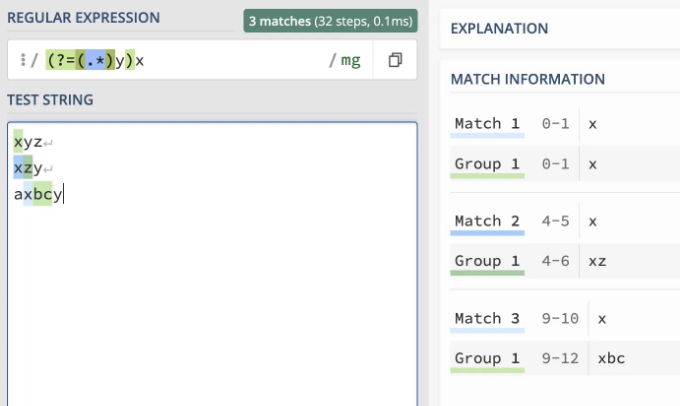 REGULAR EXPRESSION
3 matches (32 steps, 0.1ms)
/ (?=(.*)y)x / mg
TEST STRING
xyz↵
xzy↵
axbcy
EXPLANATION
MATCH INFORMATION
Match 1 0-1 x
Group 1 0-1 x
Match 2 4-5 x
Group 1 4-6 xz
Match 3 9-10 x
Group 1 9-12 xbc